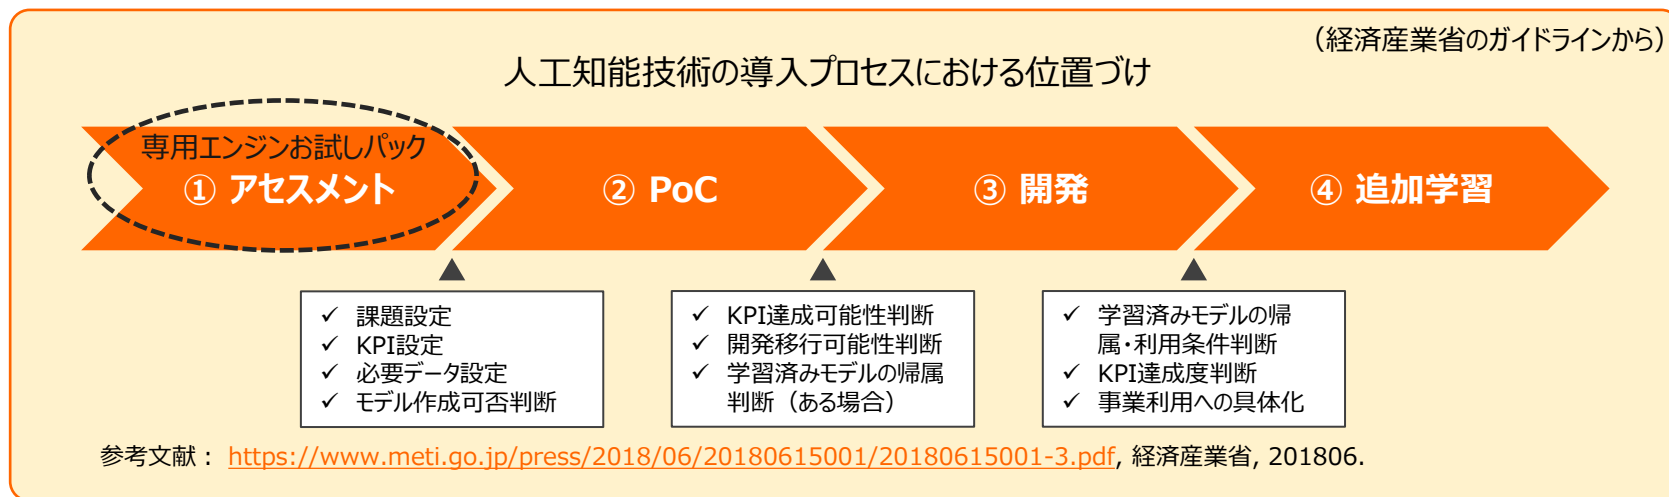 （経済産業省のガイドラインから）
人工知能技術の導入プロセスにおける位置づけ
専用エンジンお試しパック
① アセスメント
② PoC
③ 開発
④ 追加学習
✓ 課題設定
✓ KPI設定
✓ 必要データ設定
✓ モデル作成可否判断
✓ KPI達成可能性判断
✓ 開発移行可能性判断
✓ 学習済みモデルの帰属
判断（ある場合）
✓ 学習済みモデルの帰
属・利用条件判断
✓ KPI達成度判断
✓ 事業利用への具体化
参考文献： https://www.meti.go.jp/press/2018/06/20180615001/20180615001-3.pdf, 経済産業省, 201806.